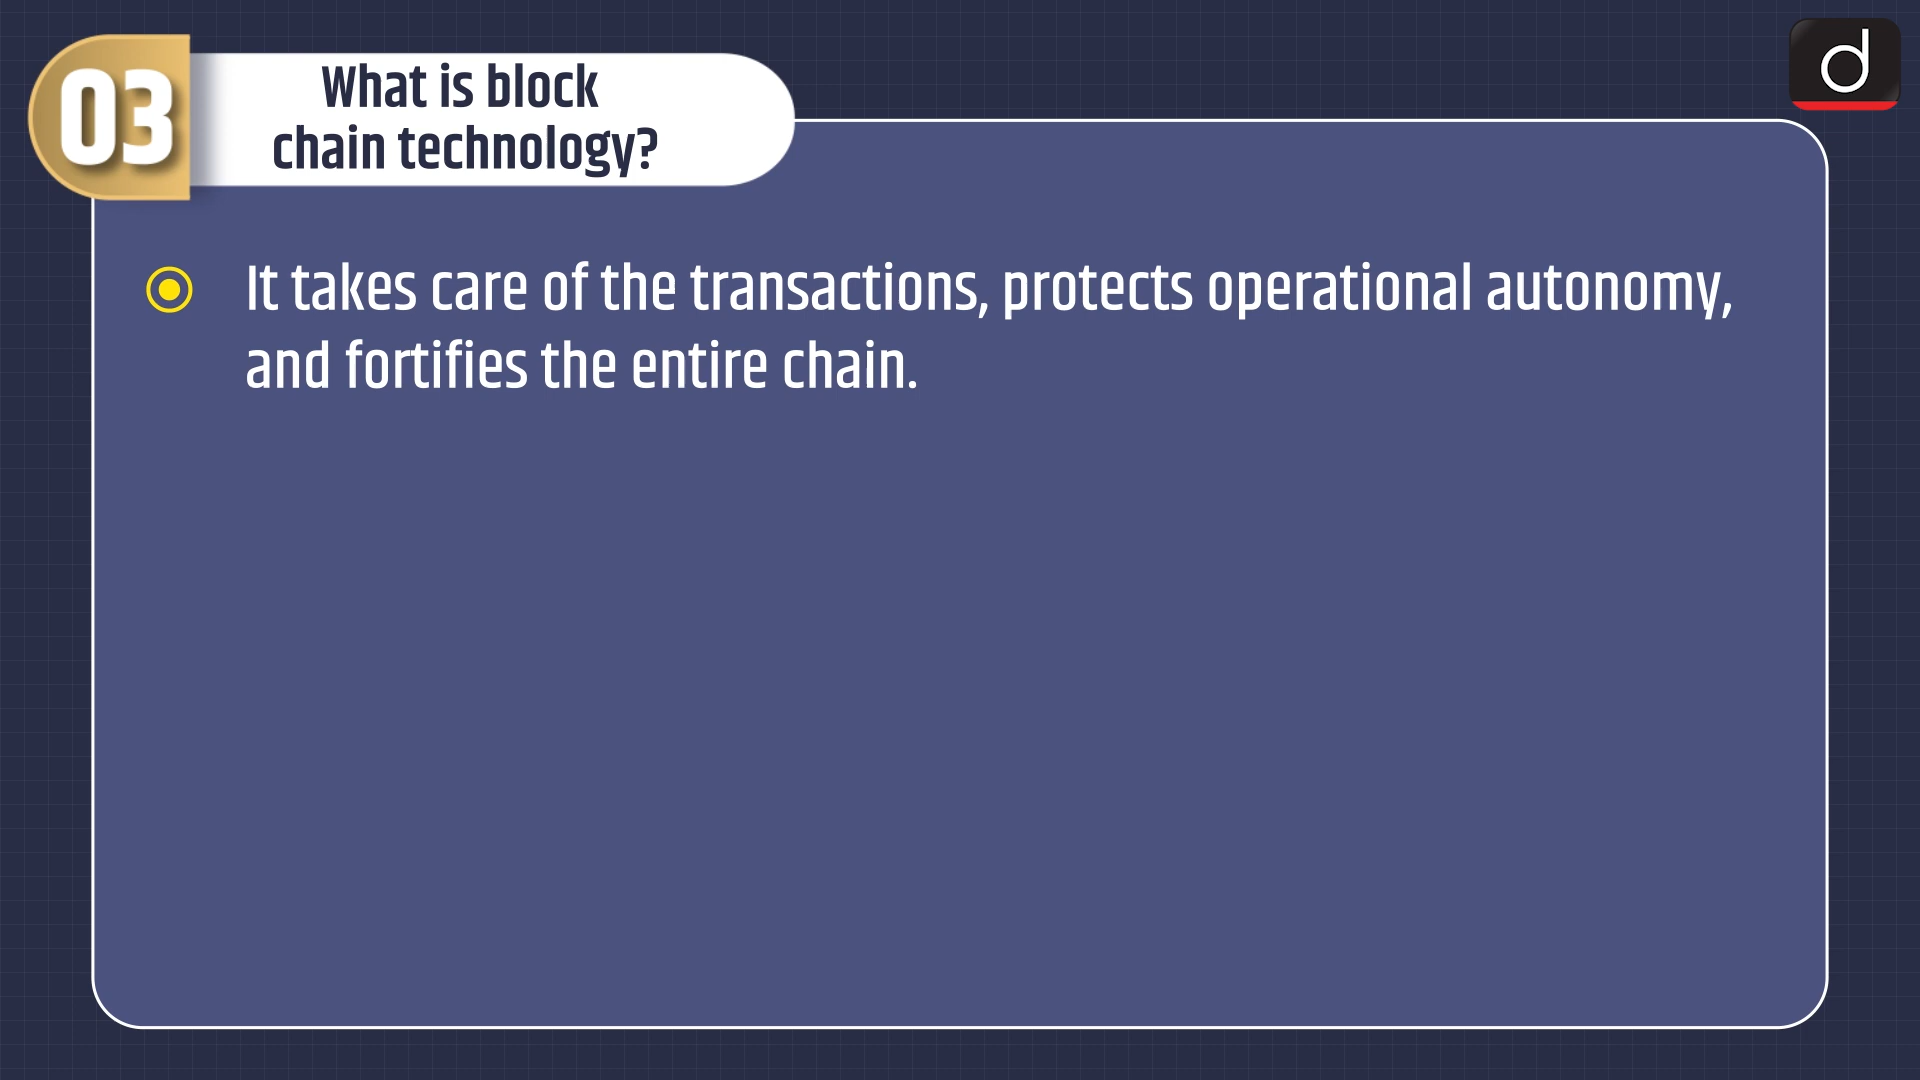 03
What is block
chain technology?
d
It takes care of the transactions, protects operational autonomy,
and fortifies the entire chain.